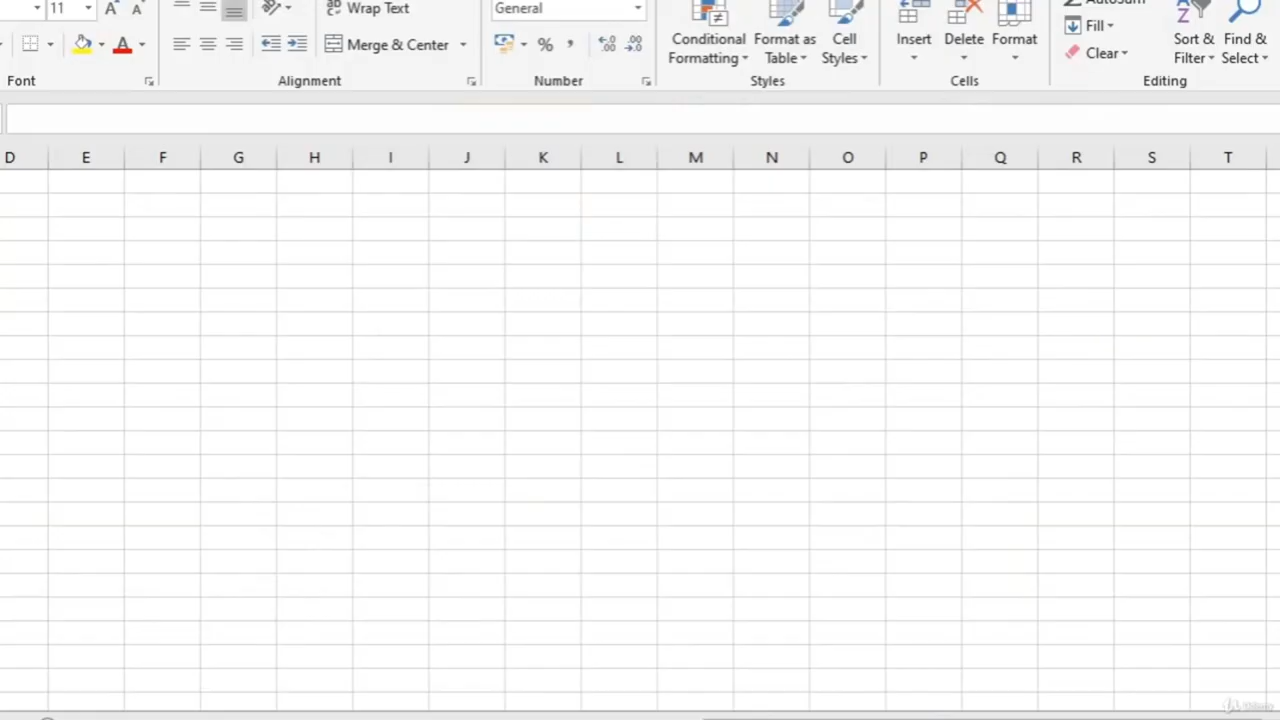 11 A A Wrap Text General
Conditional Formatting Format as Table Cell Styles Insert Delete Format AutoSum
Fill
Merge & Center % , Clear Sort & Filter Find & Select
Font Alignment Number Styles Cells Editing
D E F G H I J K L M N O P Q R S T